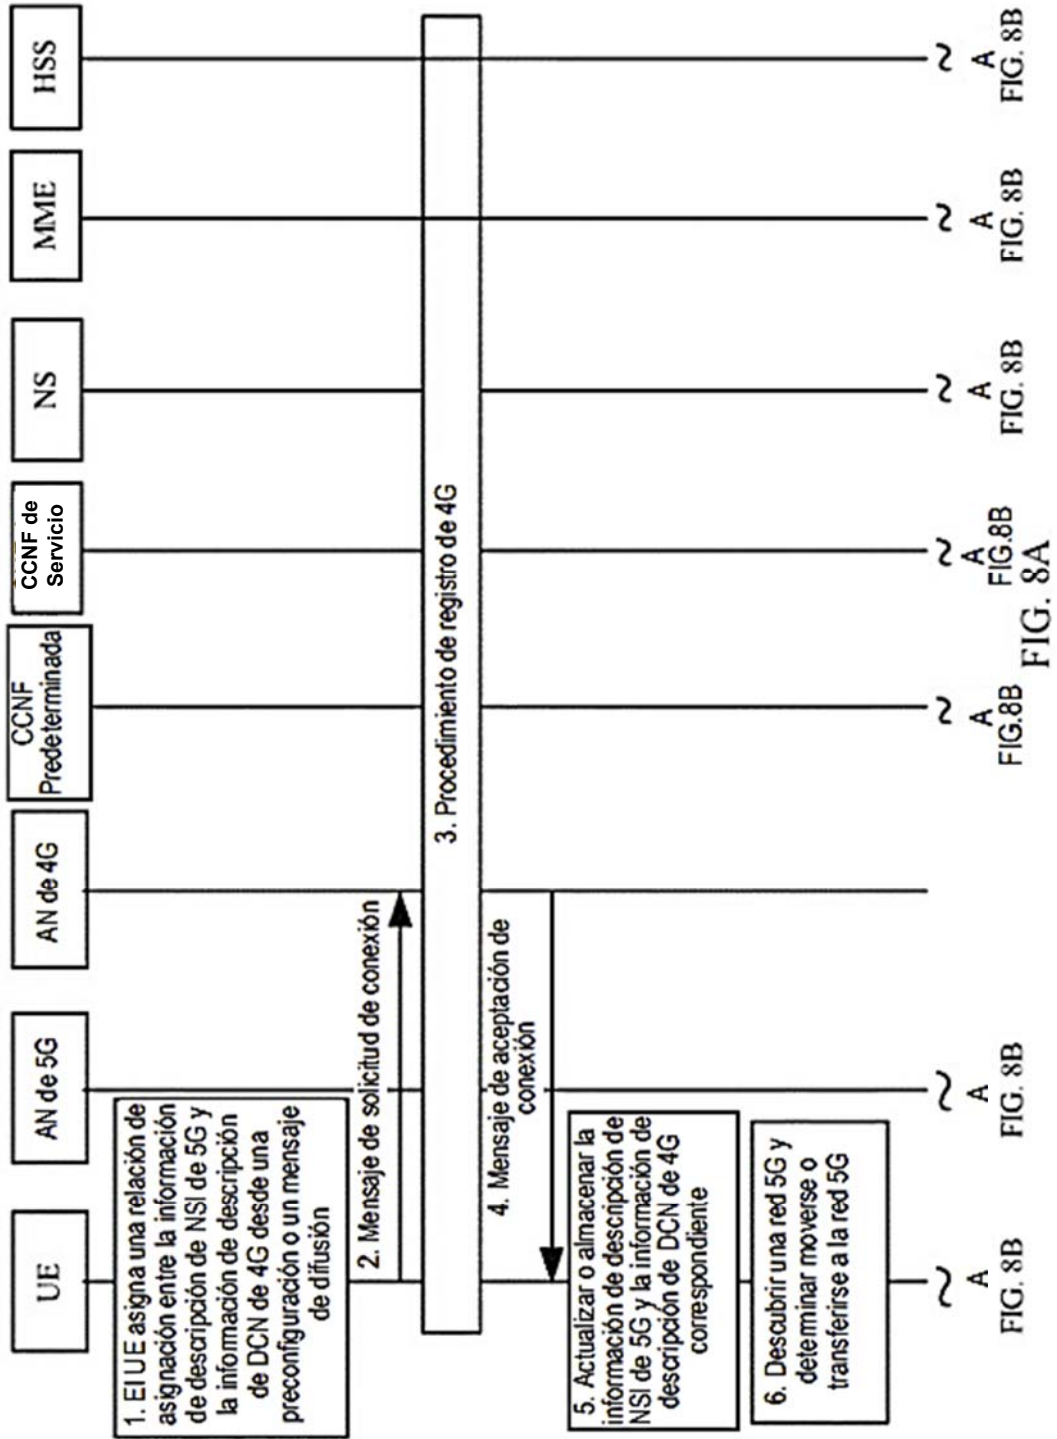 UE
AN de 5G
AN de 4G
CCNF
Predeterminada
CCNF de
Servicio
NS
MME
HSS
1. El UE asigna una relación de
asignación entre la información
de descripción de NSI de 5G y
la información de descripción
de DCN de 4G desde una
preconfiguración o un mensaje
de difusión
2. Mensaje de solicitud de conexión
3. Procedimiento de registro de 4G
4. Mensaje de aceptación de
conexión
5. Actualizar o almacenar la
información de descripción de
NSI de 5G y la información de
descripción de DCN de 4G
correspondiente
6. Descubrir una red 5G y
determinar moverse o
transferirse a la red 5G
A
FIG. 8B
A
FIG. 8B
A
FIG.8B
A
FIG.8B
A
FIG. 8B
A
FIG. 8B
A
FIG. 8B
FIG. 8A